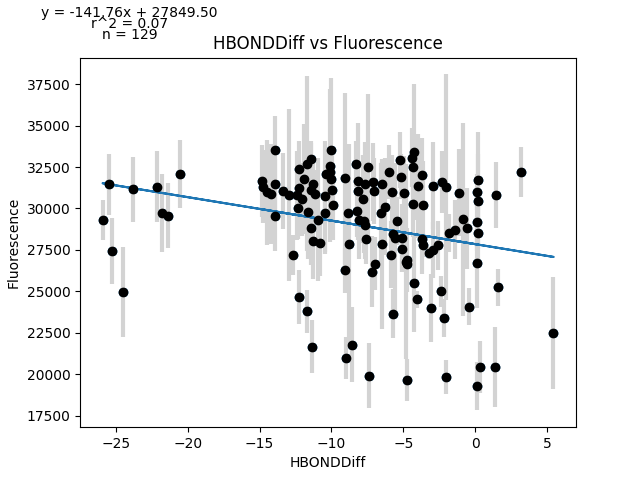 y = -141.76x + 27849.50
r^2 = 0.07
n = 129
HBONDDiff vs Fluorescence
37500
35000
32500
30000
27500
25000
22500
20000
17500
Fluorescence
−25 −20 −15 −10 −5 0 5
HBONDDiff